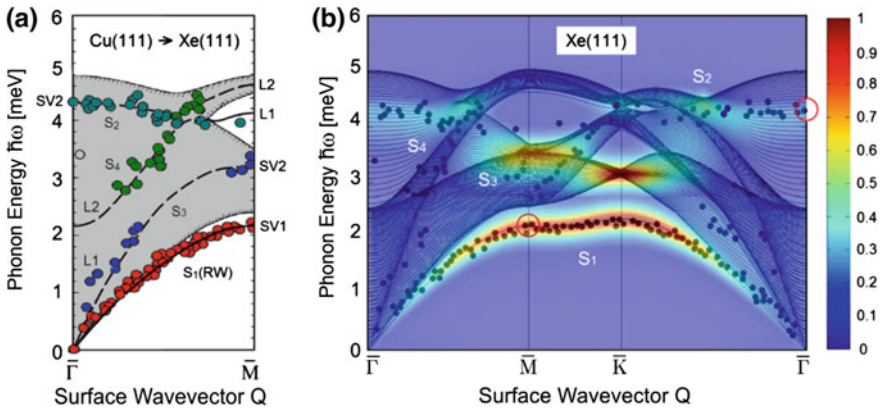 (a)
Cu(111) → Xe(111)
Phonon Energy ħω [meV]
6
5
4
3
2
1
0
SV2
L2
L1
S₂
S₄
S₃
S₁(RW)
L2
L1
SV2
SV1
Γ̄
M̄
Surface Wavevector Q
(b)
Xe(111)
Phonon Energy ħω [meV]
6
5
4
3
2
1
0
S₂
S₄
S₃
S₁
Γ̄
M̄
K̄
Γ̄
Surface Wavevector Q
1
0.9
0.8
0.7
0.6
0.5
0.4
0.3
0.2
0.1
0